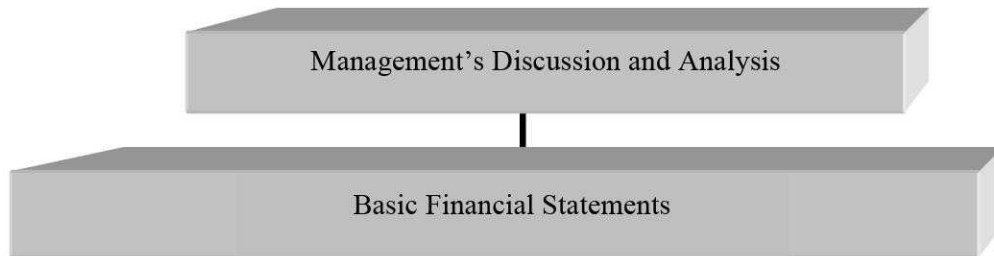 Management’s Discussion and Analysis
Basic Financial Statements